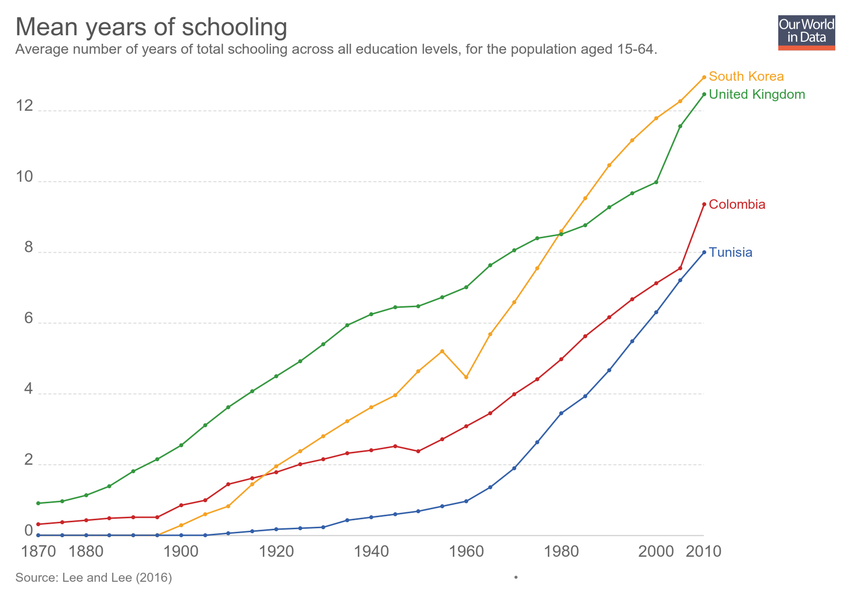 Mean years of schooling
Average number of years of total schooling across all education levels, for the population aged 15-64.
Our World
in Data
South Korea
United Kingdom
12
10
Colombia
8
Tunisia
6
4
2
0
1870 1880 1900 1920 1940 1960 1980 2000 2010
Source: Lee and Lee (2016)